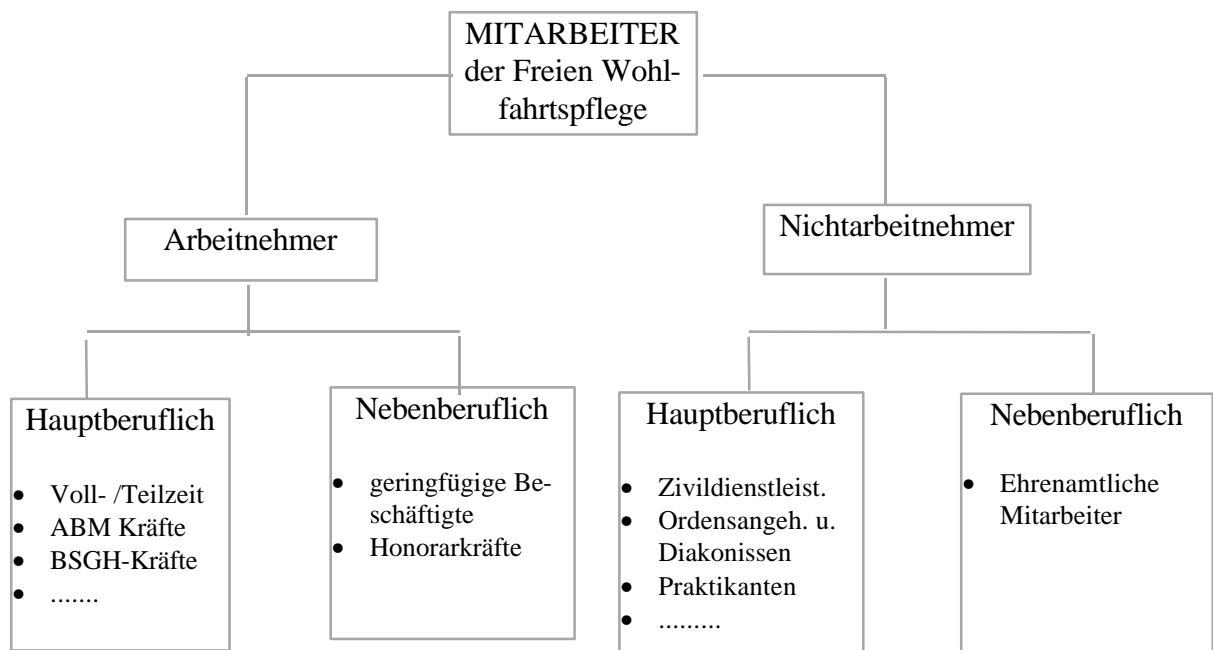 MITARBEITER
der Freien Wohl-
fahrtspflege
Arbeitnehmer
Nichtarbeitnehmer
Hauptberuflich
• Voll- /Teilzeit
• ABM Kräfte
• BSGH-Kräfte
• .......
Nebenberuflich
• geringfügige Be-
schäftigte
• Honorarkräfte
Hauptberuflich
• Zivildienstleist.
• Ordensangeh. u.
Diakonissen
• Praktikanten
• .........
Nebenberuflich
• Ehrenamtliche
Mitarbeiter